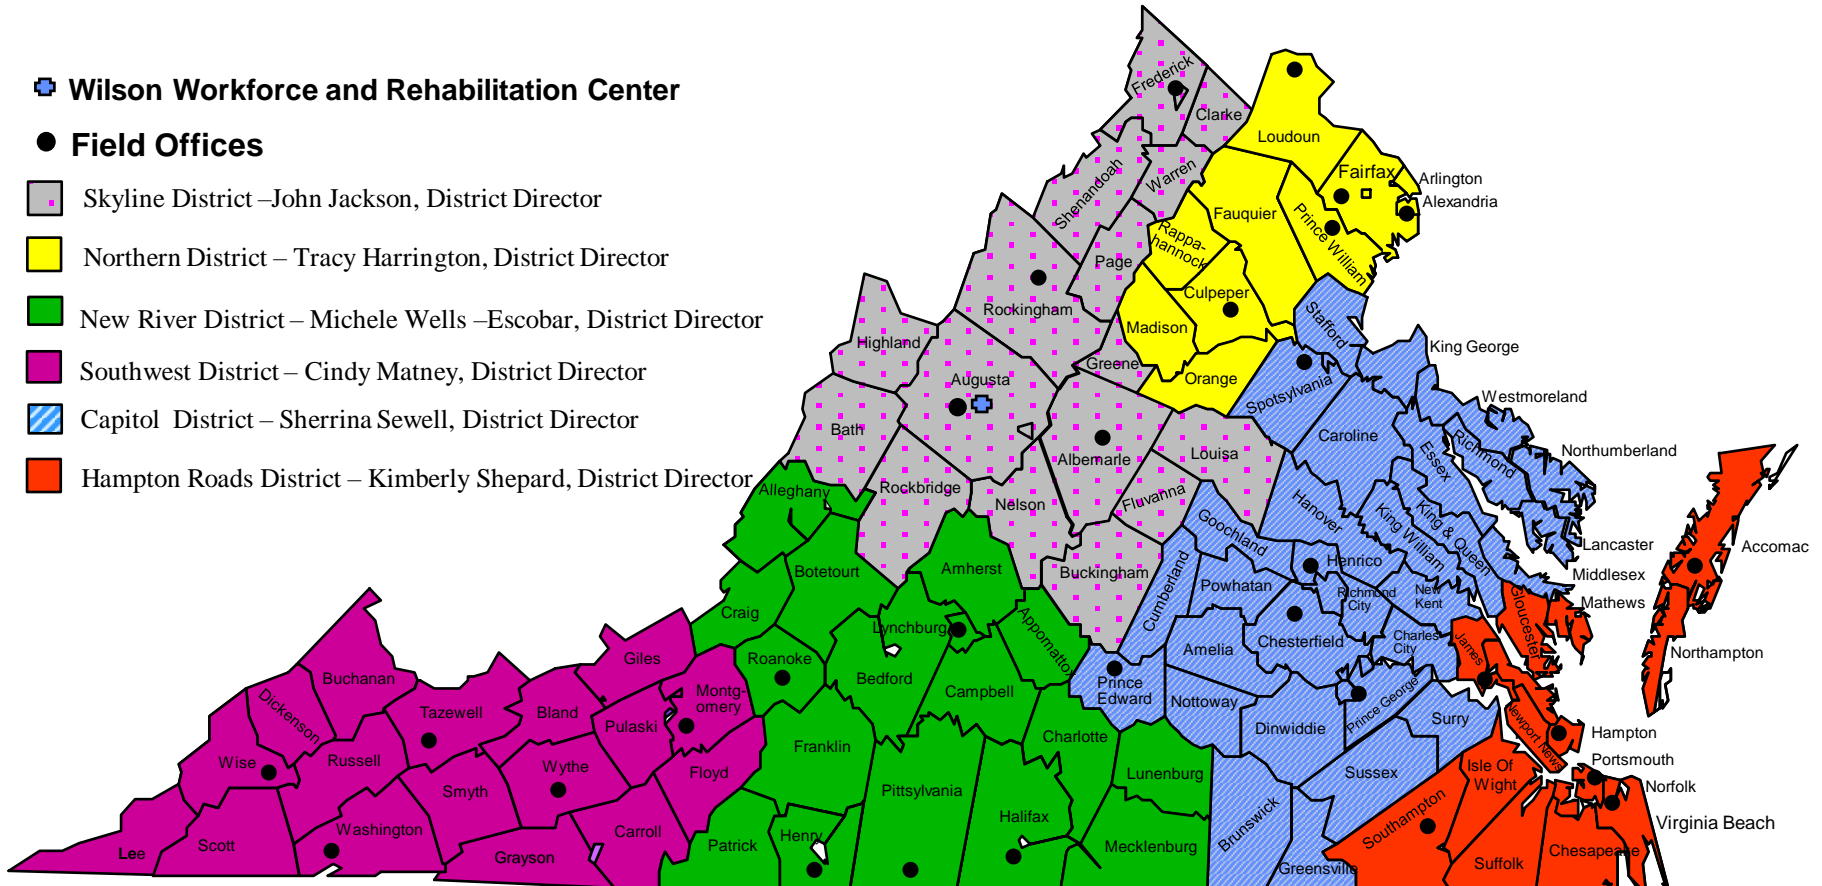 Wilson Workforce and Rehabilitation Center
Field Offices
Skyline District –John Jackson, District Director
Northern District – Tracy Harrington, District Director
New River District – Michele Wells –Escobar, District Director
Southwest District – Cindy Matney, District Director
Capitol District – Sherrina Sewell, District Director
Hampton Roads District – Kimberly Shepard, District Director
Frederick
Clarke
Loudoun
Shenandoah
Warren
Fairfax
Arlington
Alexandria
Fauquier
Prince William
Rappa-
hannock
Page
Culpeper
Rockingham
Madison
Stafford
Highland
Greene
King George
Augusta
Orange
Spotsylvania
Westmoreland
Bath
Caroline
Richmond
Northumberland
Albemarle
Louisa
Essex
Alleghany
Rockbridge
Nelson
Fluvanna
Hanover
King William
King & Queen
Goochland
Lancaster
Accomac
Botetourt
Amherst
Buckingham
Cumberland
Powhatan
Henrico
Middlesex
Richmond
City
New
Kent
Mathews
Gloucester
Craig
Lynchburg
Appomattox
Amelia
Chesterfield
Charles
City
James
Northampton
Giles
Roanoke
Bedford
Campbell
Prince
Edward
Nottoway
Buchanan
Montg-
omery
Dickenson
Tazewell
Bland
Pulaski
Dinwiddie
Prince George
Surry
Newport News
Hampton
Franklin
Charlotte
Wise
Russell
Wythe
Floyd
Lunenburg
Sussex
Isle Of
Wight
Portsmouth
Smyth
Pittsylvania
Norfolk
Halifax
Brunswick
Southampton
Virginia Beach
Washington
Carroll
Henry
Patrick
Mecklenburg
Lee
Scott
Grayson
Greensville
Suffolk
Chesapeake